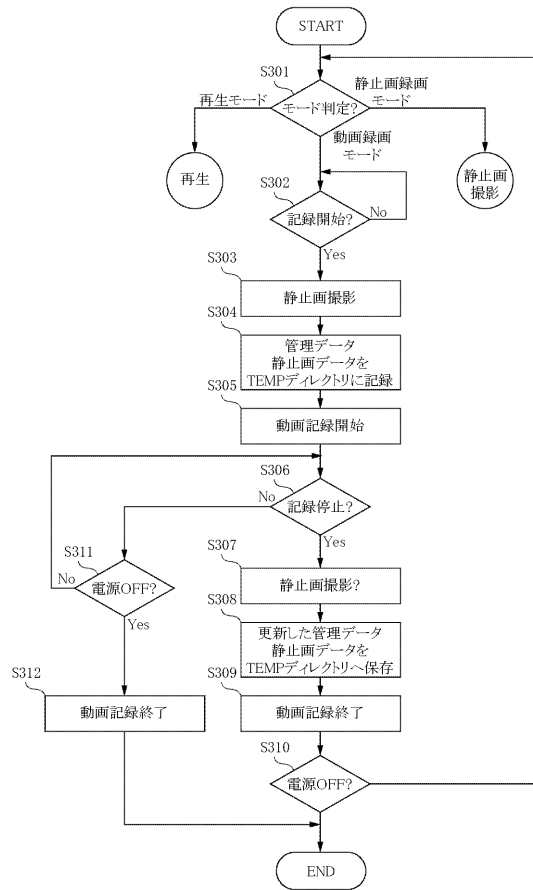 START
S301
モード判定?
再生モード
静止画録画
モード
動画録画
モード
再生
静止画
撮影
S302
記録開始?
No
Yes
S303
静止画撮影
S304
管理データ
静止画データを
TEMPディレクトリに記録
S305
動画記録開始
S306
記録停止?
No
Yes
S311
電源OFF?
No
Yes
S307
静止画撮影?
S308
更新した管理データ
静止画データを
TEMPディレクトリへ保存
S312
動画記録終了
S309
動画記録終了
S310
電源OFF?
END